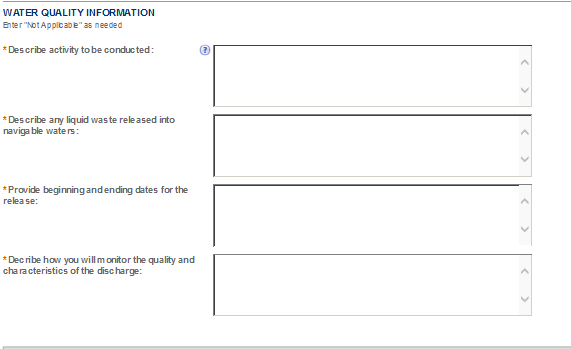 WATER QUALITY INFORMATION
Enter "Not Applicable" as needed
*Describe activity to be conducted: ?
*Describe any liquid waste released into
navigable waters:
*Provide beginning and ending dates for the
release:
*Decribe how you will monitor the quality and
characteristics of the discharge: